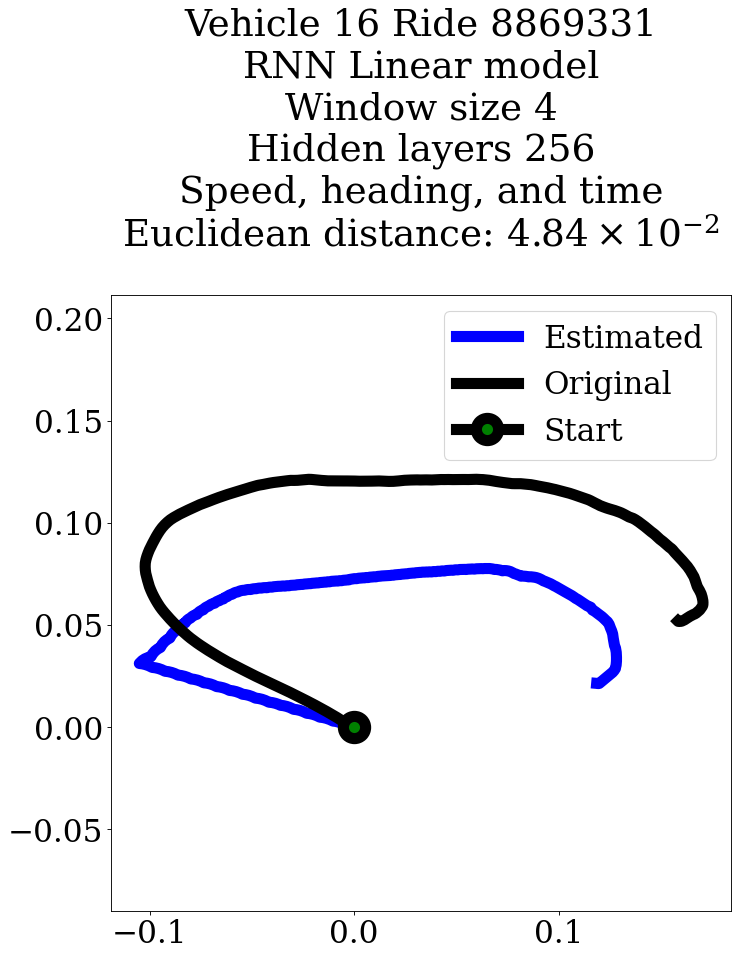 Vehicle 16 Ride 8869331
RNN Linear model
Window size 4
Hidden layers 256
Speed, heading, and time
Euclidean distance: 4.84 × 10⁻²
Estimated
Original
Start
0.20
0.15
0.10
0.05
0.00
−0.05
−0.1
0.0
0.1